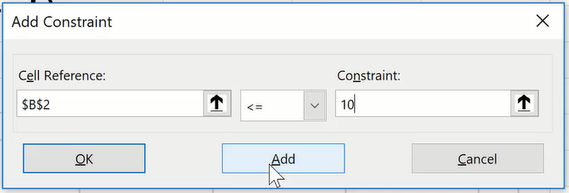 Add Constraint
Cell Reference: Constraint:
$B$2 <= 10
OK Add Cancel